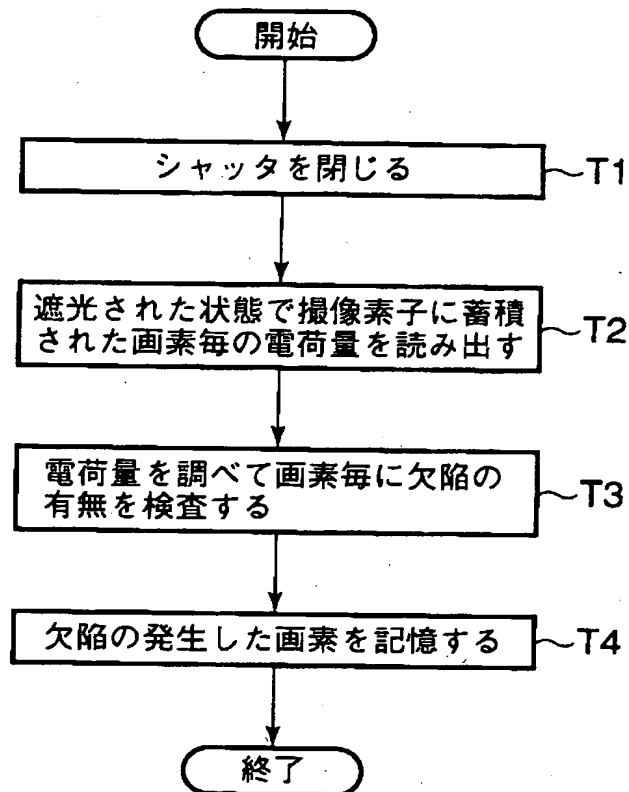 開始
シャッタを閉じる
T1
遮光された状態で撮像素子に蓄積
された画素毎の電荷量を読み出す
T2
電荷量を調べて画素毎に欠陥の
有無を検査する
T3
欠陥の発生した画素を記憶する
T4
終了